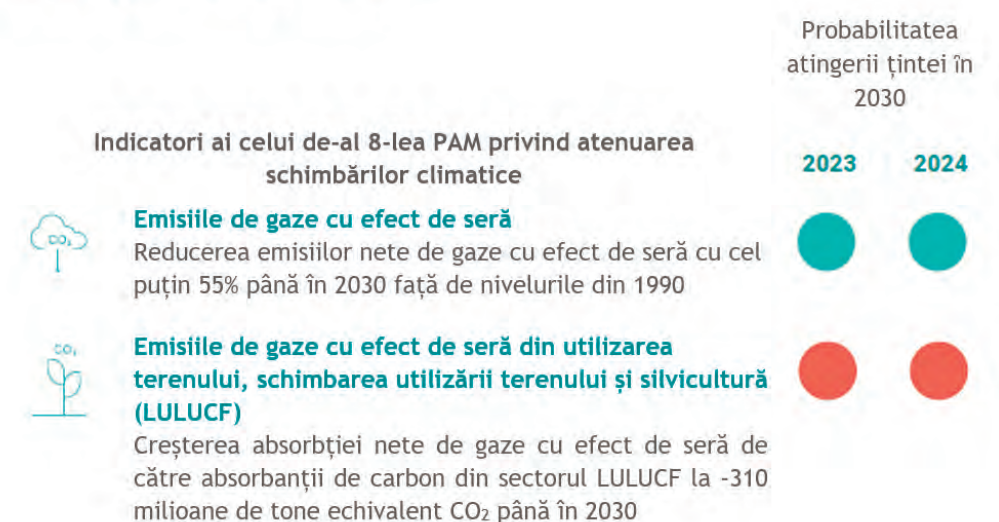 Probabilitatea
atingerii țintei în
2030
Indicatori ai celui de-al 8-lea PAM privind atenuarea
schimbărilor climatice
2023 2024
Emisiile de gaze cu efect de seră
Reducerea emisiilor nete de gaze cu efect de seră cu cel
puțin 55% până în 2030 față de nivelurile din 1990
CO₂
CO₂
Emisiile de gaze cu efect de seră din utilizarea
terenului, schimbarea utilizării terenului și silvicultură
(LULUCF)
Creșterea absorbției nete de gaze cu efect de seră de
către absorbanții de carbon din sectorul LULUCF la -310
milioane de tone echivalent CO₂ până în 2030